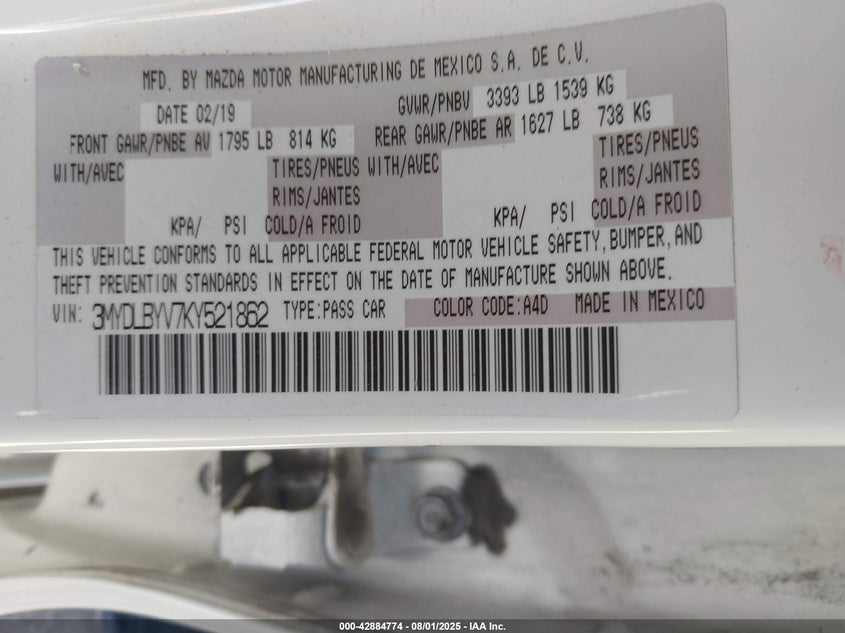 MFD. BY MAZDA MOTOR MANUFACTURING DE MEXICO S.A. DE C.V.
DATE 02/19 GVWR/PNBV 3393 LB 1539 KG
FRONT GAWR/PNBE AV 1795 LB 814 KG REAR GAWR/PNBE AR 1627 LB 738 KG
WITH/AVEC TIRES/PNEUS WITH/AVEC TIRES/PNEUS
RIMS/JANTES RIMS/JANTES
KPA/ PSI COLD/A FROID KPA/ PSI COLD/A FROID
THIS VEHICLE CONFORMS TO ALL APPLICABLE FEDERAL MOTOR VEHICLE SAFETY, BUMPER, AND
THEFT PREVENTION STANDARDS IN EFFECT ON THE DATE OF MANUFACTURE SHOWN ABOVE.
VIN: 3MYDLBYV7KY521862 TYPE:PASS CAR COLOR CODE:A4D MADE IN MEXICO
000-42884774 - 08/01/2025 - IAA Inc.